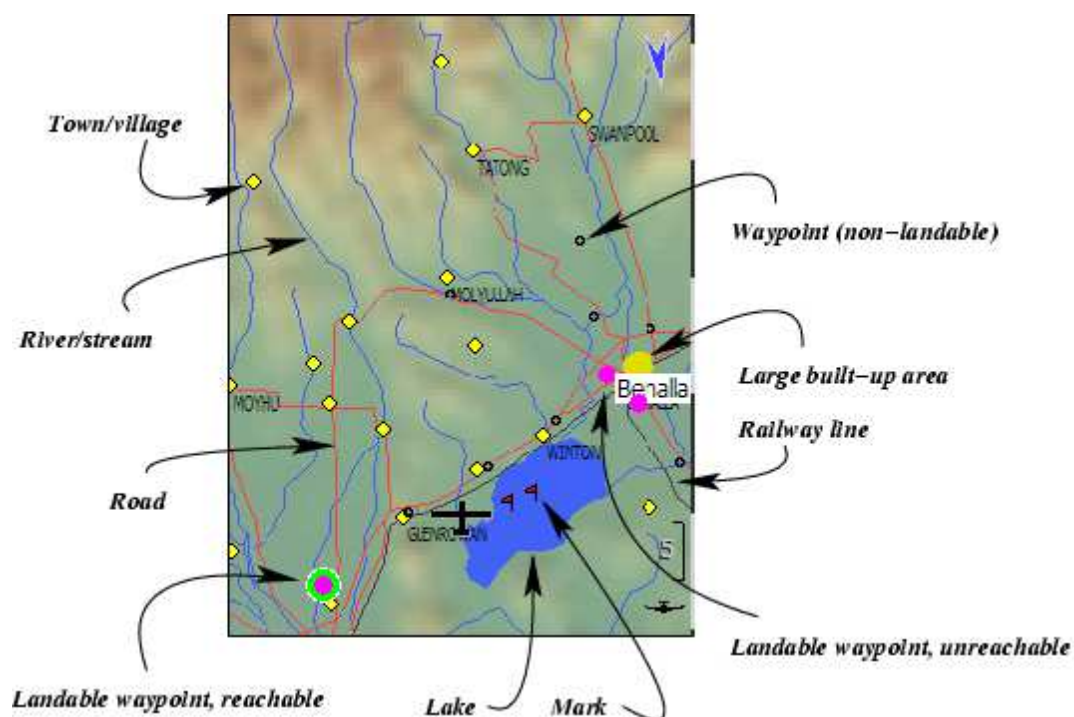 SWANPOOL
Town/village
TATONG
Waypoint (non-landable)
MOLYULLAH
River/stream
Large built-up area
Benalla
MOYHU
Railway line
WINTON
Road
GLENROWAN
5
Landable waypoint, unreachable
Landable waypoint, reachable
Lake
Mark